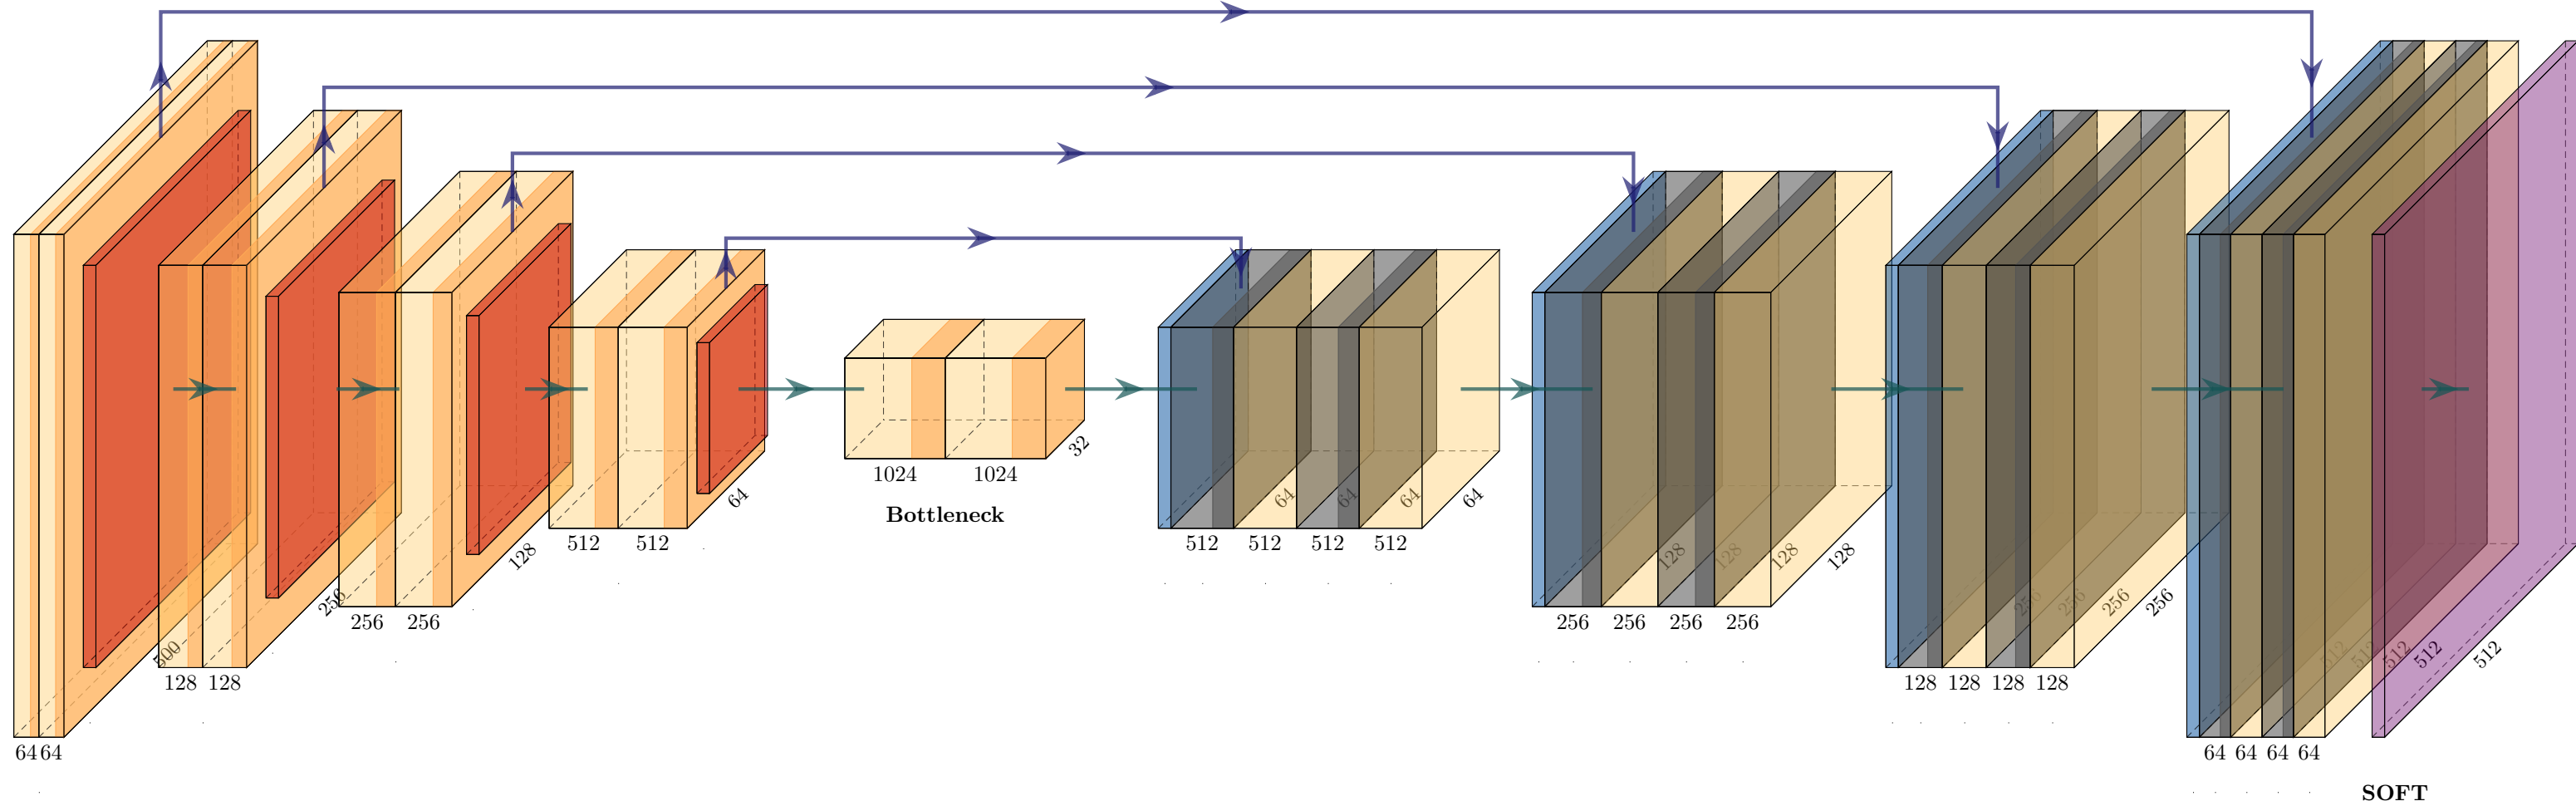 64 64
500
128 128
256
256 256
128
512 512
64
1024 1024
32
Bottleneck
512 512 512 512
64 64 64 64
256 256 256 256
128 128 128 128
128 128 128 128
256 256 256 256
64 64 64 64
512 512 512 512
512
SOFT